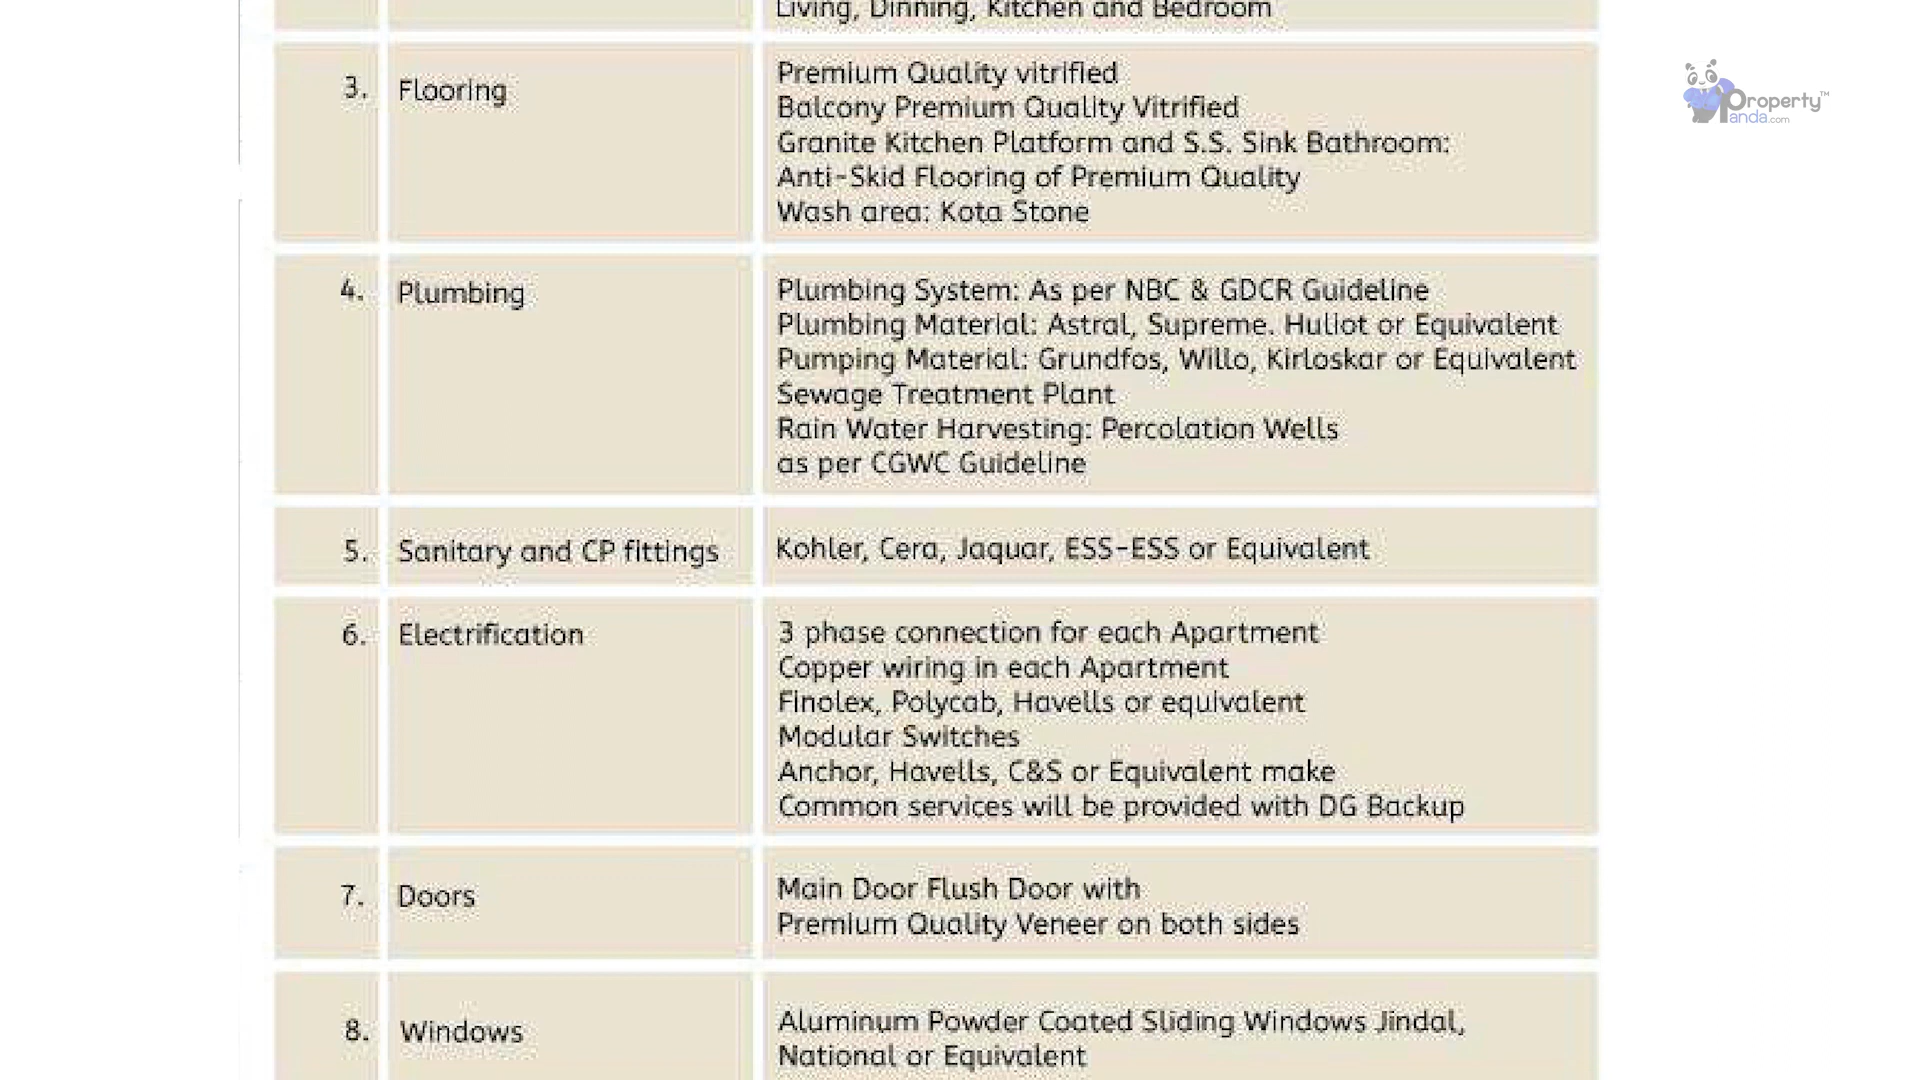 Living, Dinning, Kitchen and Bedroom
3. Flooring
Premium Quality vitrified
Balcony Premium Quality Vitrified
Granite Kitchen Platform and S.S. Sink Bathroom:
Anti-Skid Flooring of Premium Quality
Wash area: Kota Stone
4. Plumbing
Plumbing System: As per NBC & GDCR Guideline
Plumbing Material: Astral, Supreme. Huliot or Equivalent
Pumping Material: Grundfos, Willo, Kirloskar or Equivalent
Sewage Treatment Plant
Rain Water Harvesting: Percolation Wells
as per CGWC Guideline
5. Sanitary and CP fittings
Kohler, Cera, Jaquar, ESS-ESS or Equivalent
6. Electrification
3 phase connection for each Apartment
Copper wiring in each Apartment
Finolex, Polycab, Havells or equivalent
Modular Switches
Anchor, Havells, C&S or Equivalent make
Common services will be provided with DG Backup
7. Doors
Main Door Flush Door with
Premium Quality Veneer on both sides
8. Windows
Aluminum Powder Coated Sliding Windows Jindal,
National or Equivalent
Property™
Panda.com